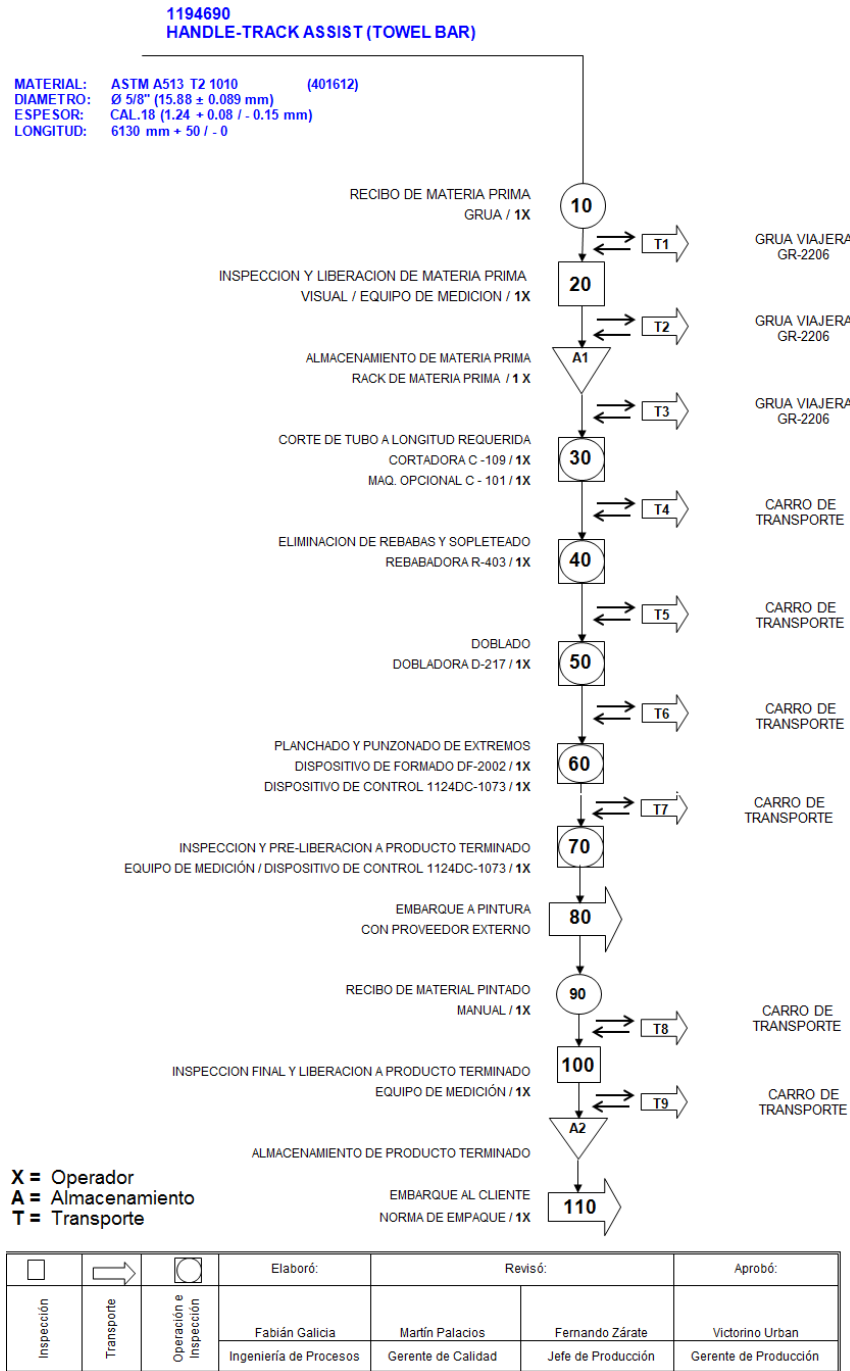 1194690
HANDLE-TRACK ASSIST (TOWEL BAR)
MATERIAL: ASTM A513 T2 1010 (401612)
DIAMETRO: Ø 5/8" (15.88 ± 0.089 mm)
ESPESOR: CAL.18 (1.24 + 0.08 / - 0.15 mm)
LONGITUD: 6130 mm + 50 / - 0
RECIBO DE MATERIA PRIMA
GRUA / 1X
10
T1
GRUA VIAJERA
GR-2206
INSPECCION Y LIBERACION DE MATERIA PRIMA
VISUAL / EQUIPO DE MEDICION / 1X
20
T2
GRUA VIAJERA
GR-2206
ALMACENAMIENTO DE MATERIA PRIMA
RACK DE MATERIA PRIMA / 1 X
A1
T3
GRUA VIAJERA
GR-2206
CORTE DE TUBO A LONGITUD REQUERIDA
CORTADORA C -109 / 1X
MAQ. OPCIONAL C - 101 / 1X
30
T4
CARRO DE
TRANSPORTE
ELIMINACION DE REBABAS Y SOPLETEADO
REBABADORA R-403 / 1X
40
T5
CARRO DE
TRANSPORTE
DOBLADO
DOBLADORA D-217 / 1X
50
T6
CARRO DE
TRANSPORTE
PLANCHADO Y PUNZONADO DE EXTREMOS
DISPOSITIVO DE FORMADO DF-2002 / 1X
DISPOSITIVO DE CONTROL 1124DC-1073 / 1X
60
T7
CARRO DE
TRANSPORTE
INSPECCION Y PRE-LIBERACION A PRODUCTO TERMINADO
EQUIPO DE MEDICIÓN / DISPOSITIVO DE CONTROL 1124DC-1073 / 1X
70
EMBARQUE A PINTURA
CON PROVEEDOR EXTERNO
80
RECIBO DE MATERIAL PINTADO
MANUAL / 1X
90
T8
CARRO DE
TRANSPORTE
INSPECCION FINAL Y LIBERACION A PRODUCTO TERMINADO
EQUIPO DE MEDICIÓN / 1X
100
T9
CARRO DE
TRANSPORTE
A2
ALMACENAMIENTO DE PRODUCTO TERMINADO
EMBARQUE AL CLIENTE
NORMA DE EMPAQUE / 1X
110
X = Operador
A = Almacenamiento
T = Transporte
Inspección
Transporte
Operación e
Inspección
Elaboró:
Revisó:
Aprobó:
Fabián Galicia
Martín Palacios
Fernando Zárate
Victorino Urban
Ingeniería de Procesos
Gerente de Calidad
Jefe de Producción
Gerente de Producción